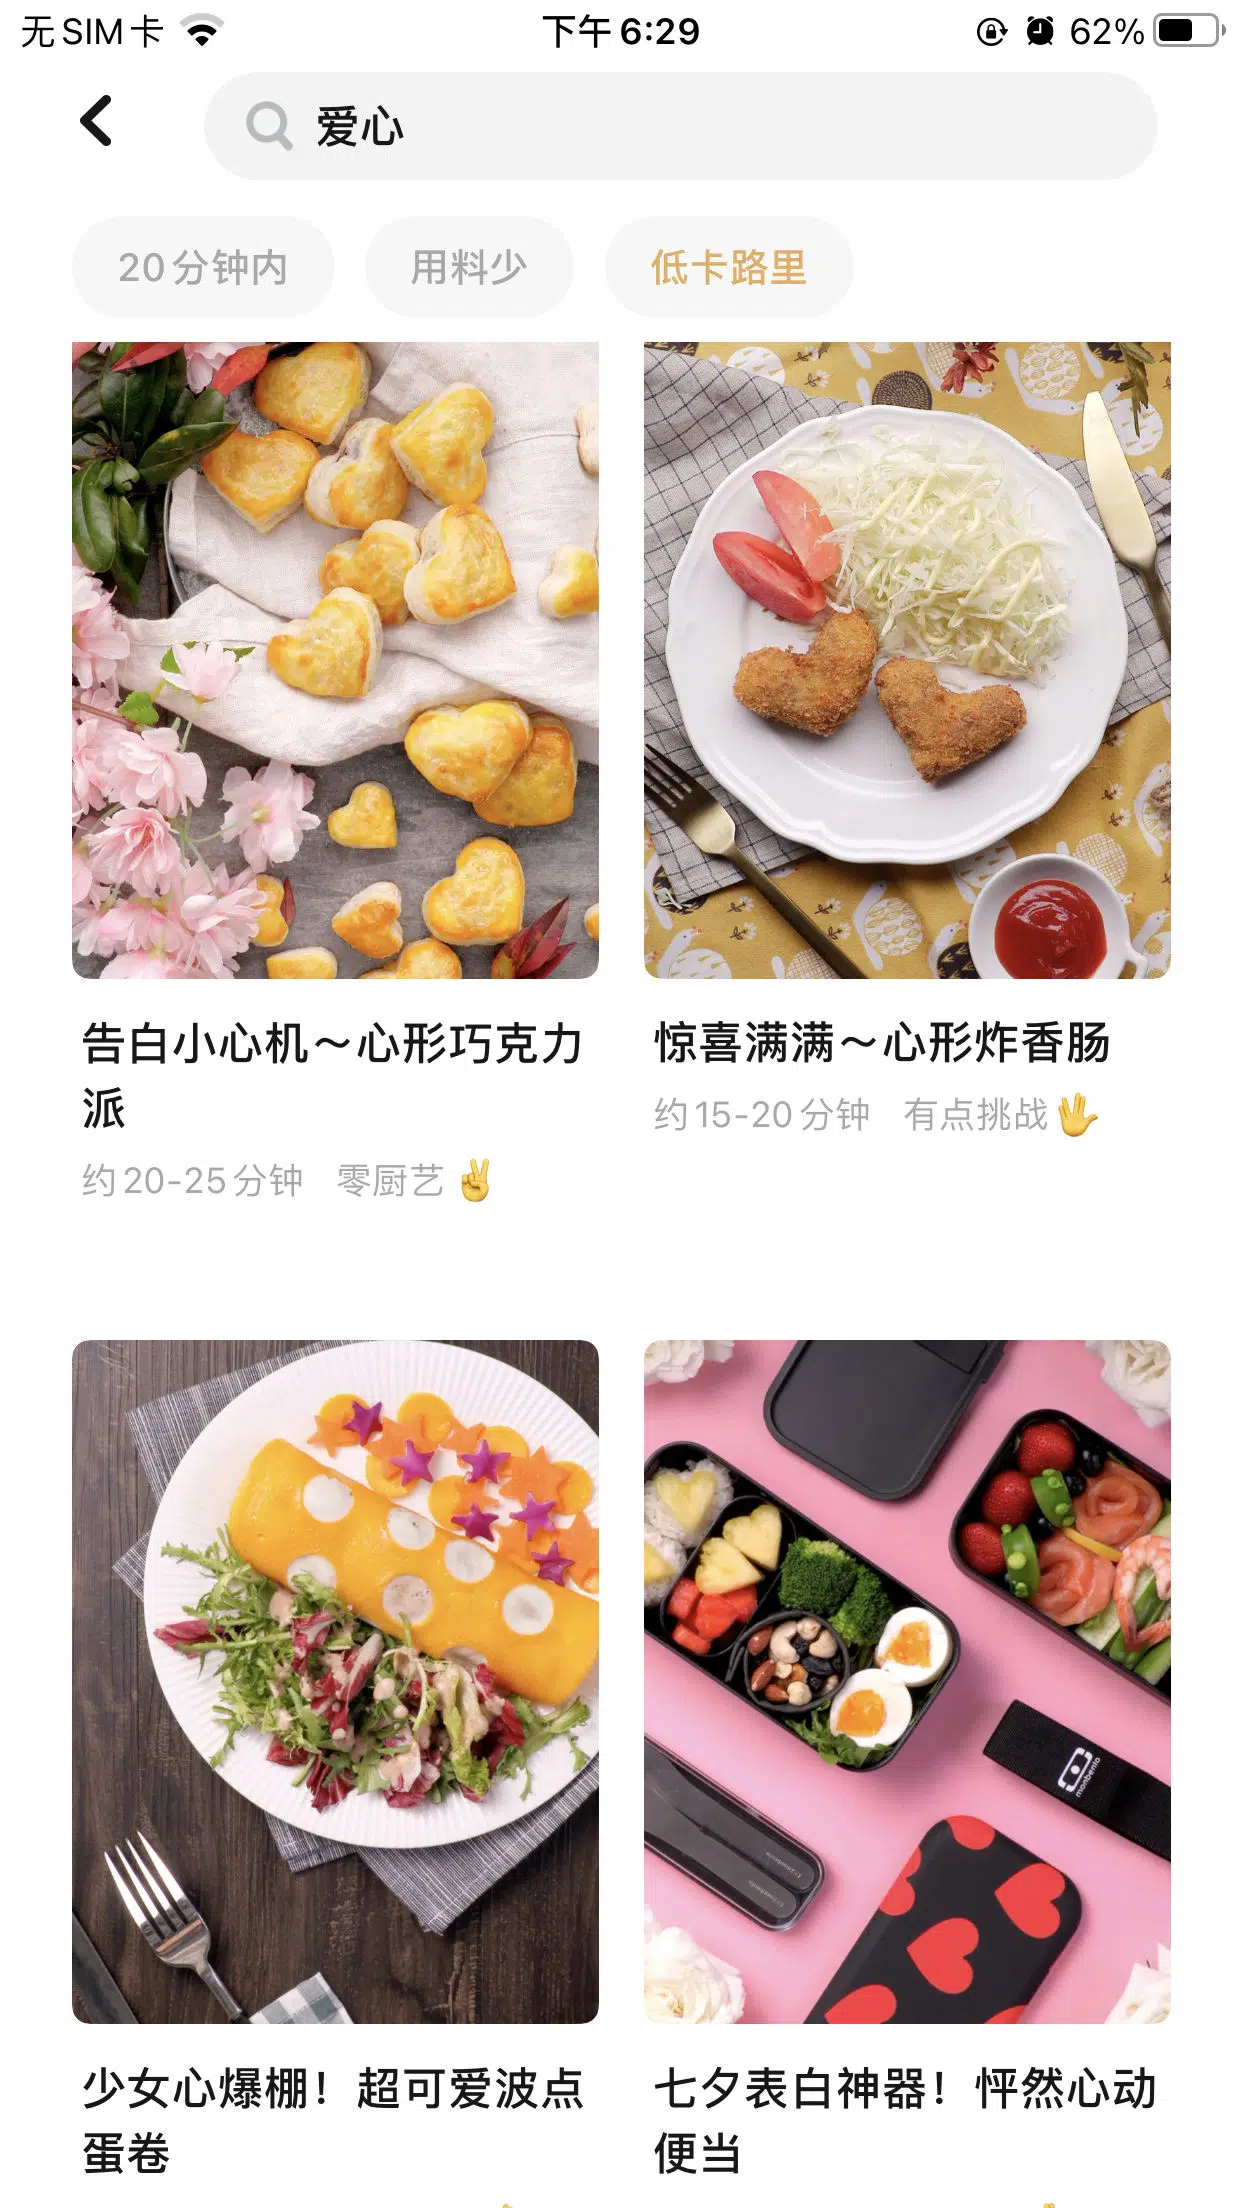 无SIM卡
下午6:29
62%
爱心
20分钟内
用料少
低卡路里
告白小心机～心形巧克力
派
约20-25分钟 零厨艺✌️
惊喜满满～心形炸香肠
约15-20分钟 有点挑战🖖
monbento
少女心爆棚！超可爱波点
蛋卷
七夕表白神器！怦然心动
便当